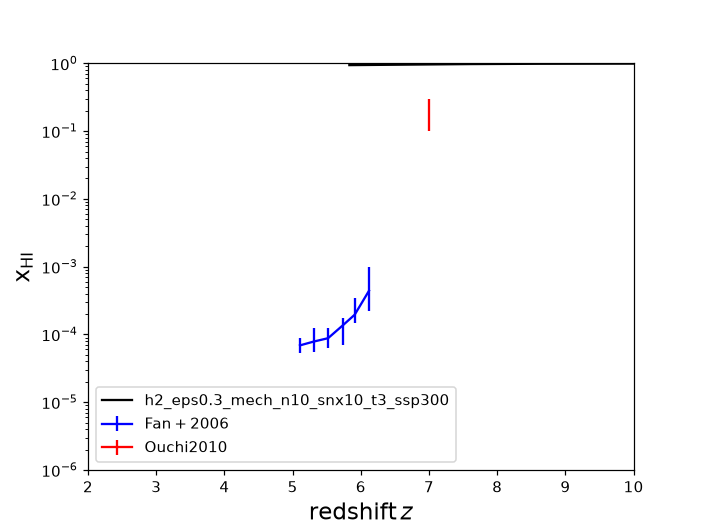 10⁰
10⁻¹
10⁻²
10⁻³
10⁻⁴
10⁻⁵
10⁻⁶
x_HI
h2_eps0.3_mech_n10_snx10_t3_ssp300
Fan + 2006
Ouchi2010
2 3 4 5 6 7 8 9 10
redshift z